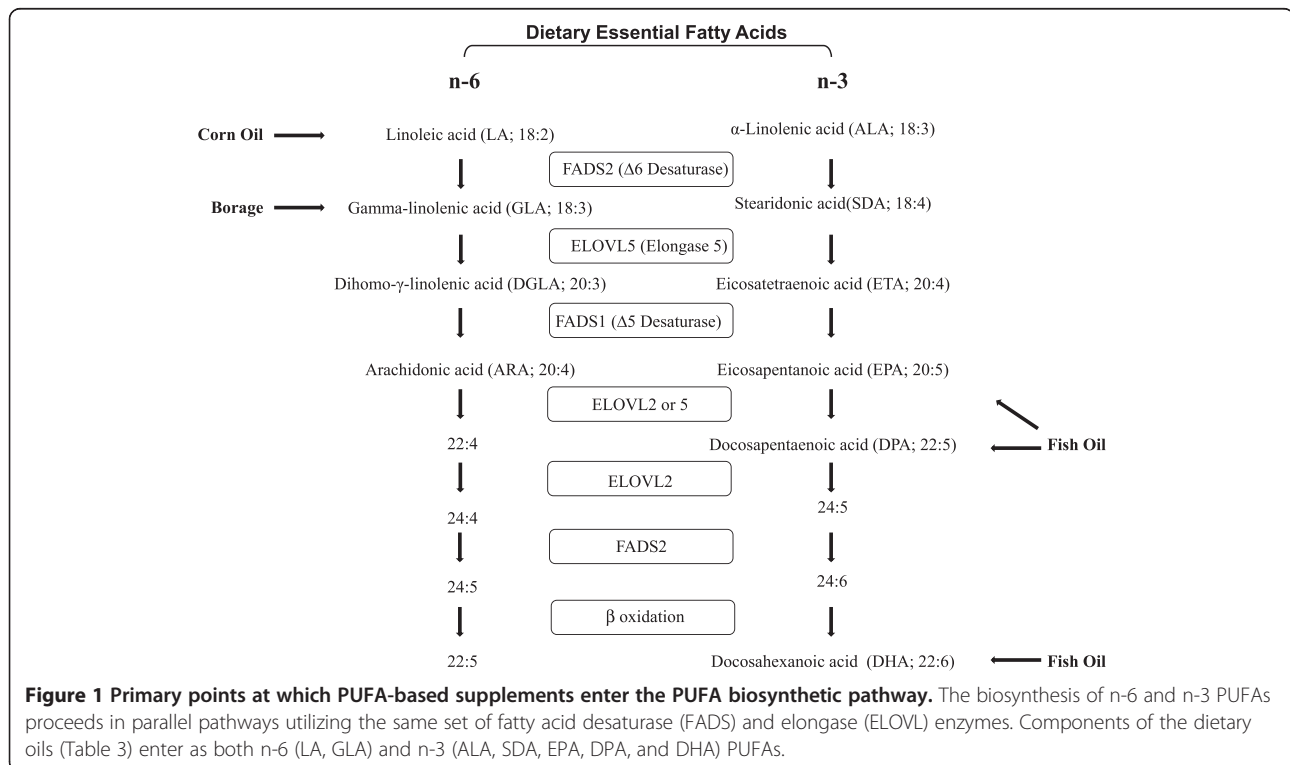 Dietary Essential Fatty Acids
n-6 n-3
Corn Oil Linoleic acid (LA; 18:2) α-Linolenic acid (ALA; 18:3)
FADS2 (Δ6 Desaturase)
Borage Gamma-linolenic acid (GLA; 18:3) Stearidonic acid(SDA; 18:4)
ELOVL5 (Elongase 5)
Dihomo-γ-linolenic acid (DGLA; 20:3) Eicosatetraenoic acid (ETA; 20:4)
FADS1 (Δ5 Desaturase)
Arachidonic acid (ARA; 20:4) Eicosapentanoic acid (EPA; 20:5)
ELOVL2 or 5
22:4 Docosapentaenoic acid (DPA; 22:5) Fish Oil
ELOVL2
24:4 24:5
FADS2
24:5 24:6
β oxidation
22:5 Docosahexanoic acid (DHA; 22:6) Fish Oil
Figure 1 Primary points at which PUFA-based supplements enter the PUFA biosynthetic pathway. The biosynthesis of n-6 and n-3 PUFAs
proceeds in parallel pathways utilizing the same set of fatty acid desaturase (FADS) and elongase (ELOVL) enzymes. Components of the dietary
oils (Table 3) enter as both n-6 (LA, GLA) and n-3 (ALA, SDA, EPA, DPA, and DHA) PUFAs.